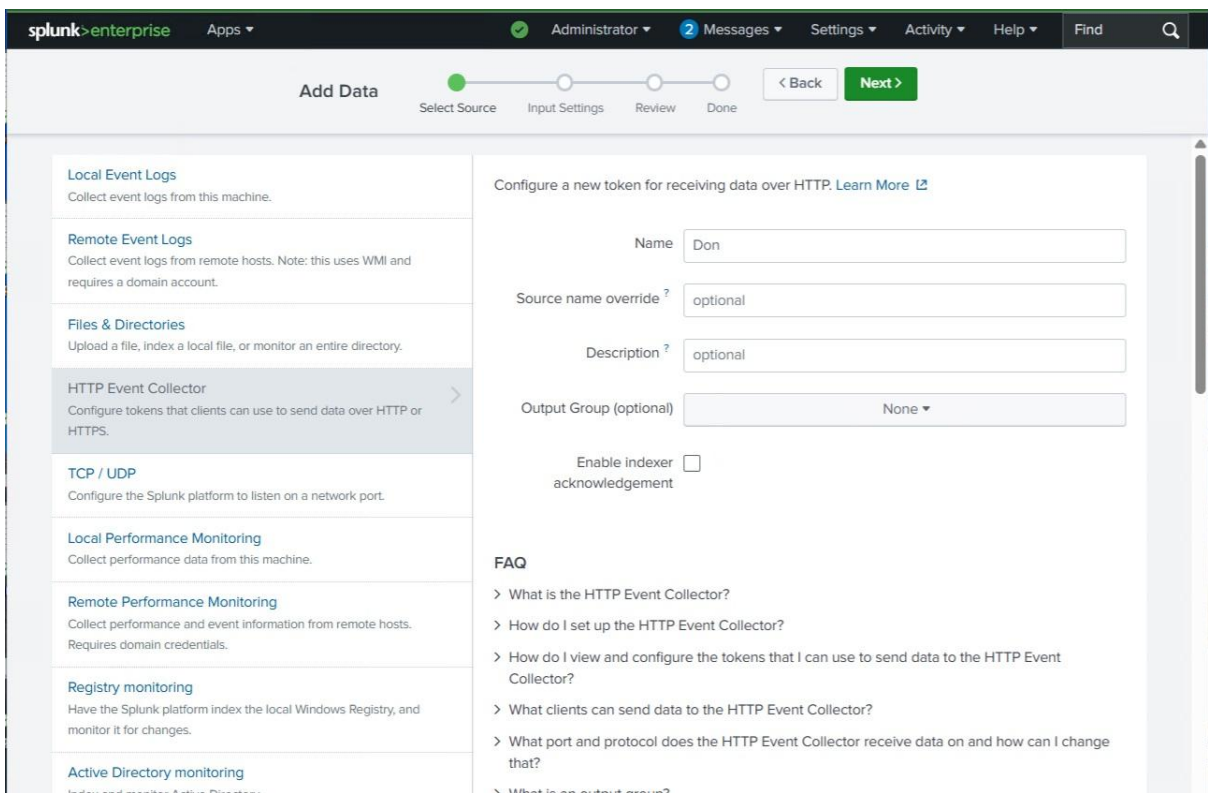 splunk>enterprise Apps Administrator 2 Messages Settings Activity Help Find
Add Data
Select Source Input Settings Review Done
< Back Next >
Local Event Logs
Collect event logs from this machine.
Remote Event Logs
Collect event logs from remote hosts. Note: this uses WMI and
requires a domain account.
Files & Directories
Upload a file, index a local file, or monitor an entire directory.
HTTP Event Collector
Configure tokens that clients can use to send data over HTTP or
HTTPS.
TCP / UDP
Configure the Splunk platform to listen on a network port.
Local Performance Monitoring
Collect performance data from this machine.
Remote Performance Monitoring
Collect performance and event information from remote hosts.
Requires domain credentials.
Registry monitoring
Have the Splunk platform index the local Windows Registry, and
monitor it for changes.
Active Directory monitoring
Index and monitor Active Directory.
Configure a new token for receiving data over HTTP. Learn More
Name Don
Source name override ? optional
Description ? optional
Output Group (optional) None
Enable indexer
acknowledgement
FAQ
> What is the HTTP Event Collector?
> How do I set up the HTTP Event Collector?
> How do I view and configure the tokens that I can use to send data to the HTTP Event
Collector?
> What clients can send data to the HTTP Event Collector?
> What port and protocol does the HTTP Event Collector receive data on and how can I change
that?
> What is an output group?